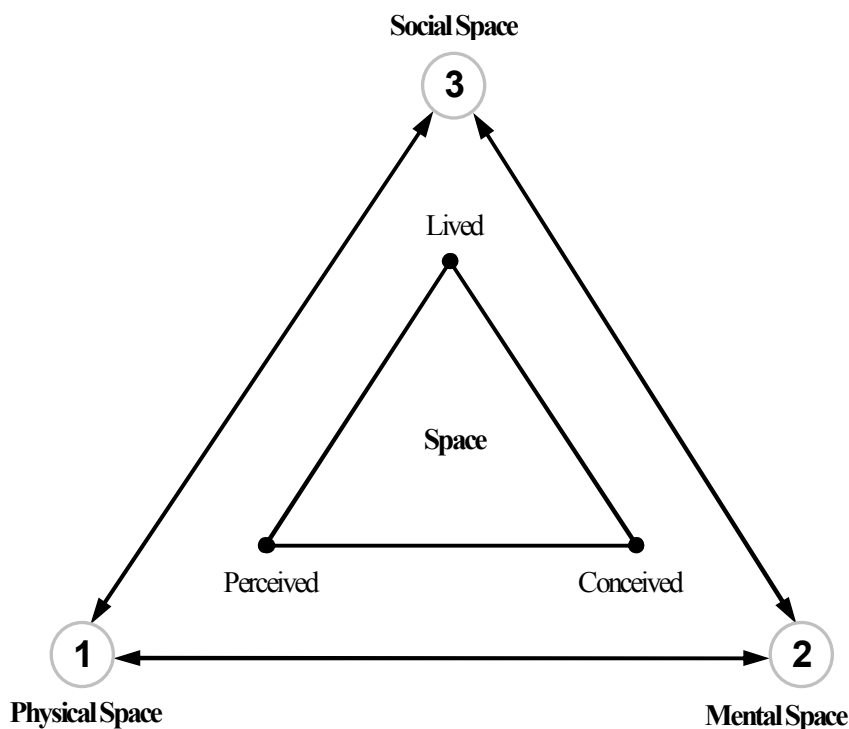 Social Space
3
Lived
Space
Perceived
Conceived
1
2
Physical Space
Mental Space